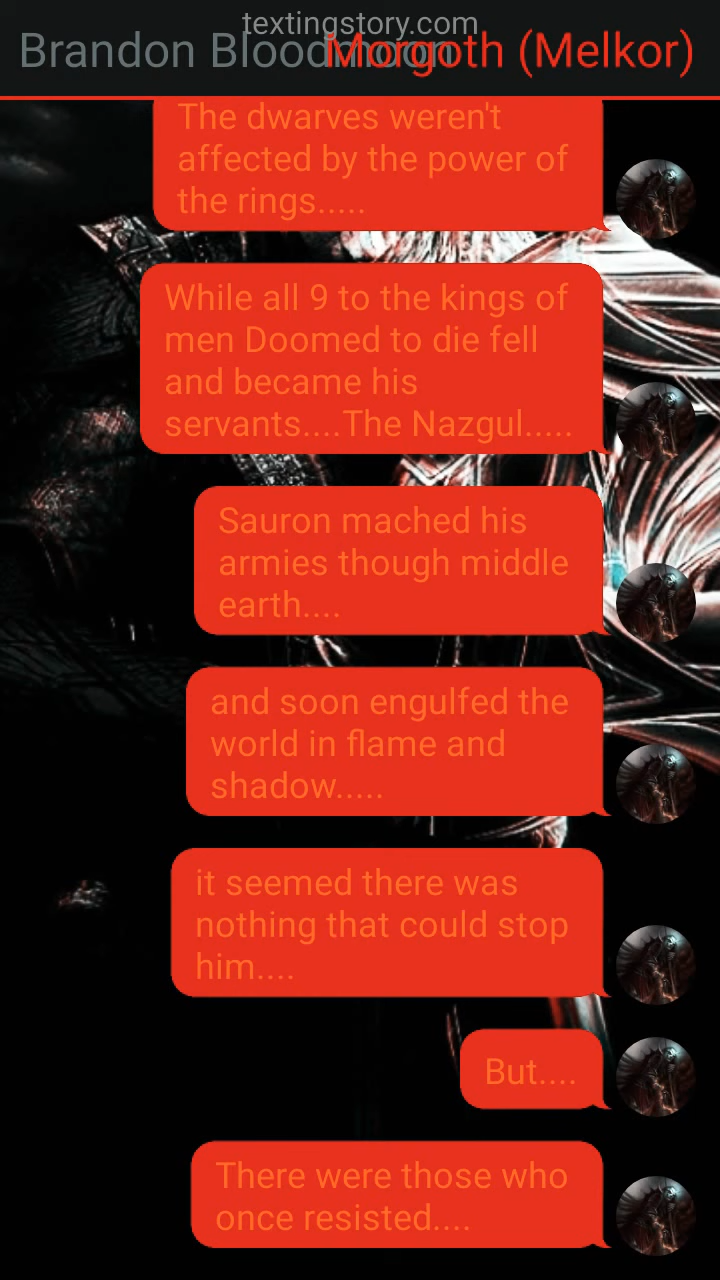 textingstory.com
Brandon Bloodmoon
Morgoth (Melkor)
The dwarves weren't
affected by the power of
the rings.....
While all 9 to the kings of
men Doomed to die fell
and became his
servants....The Nazgul.....
Sauron mached his
armies though middle
earth....
and soon engulfed the
world in flame and
shadow.....
it seemed there was
nothing that could stop
him....
But....
There were those who
once resisted....